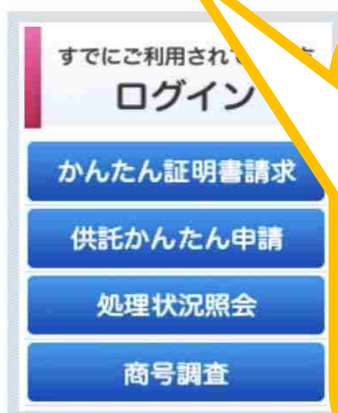 すでにご利用されて
ログイン
かんたん証明書請求
供託かんたん申請
処理状況照会
商号調査